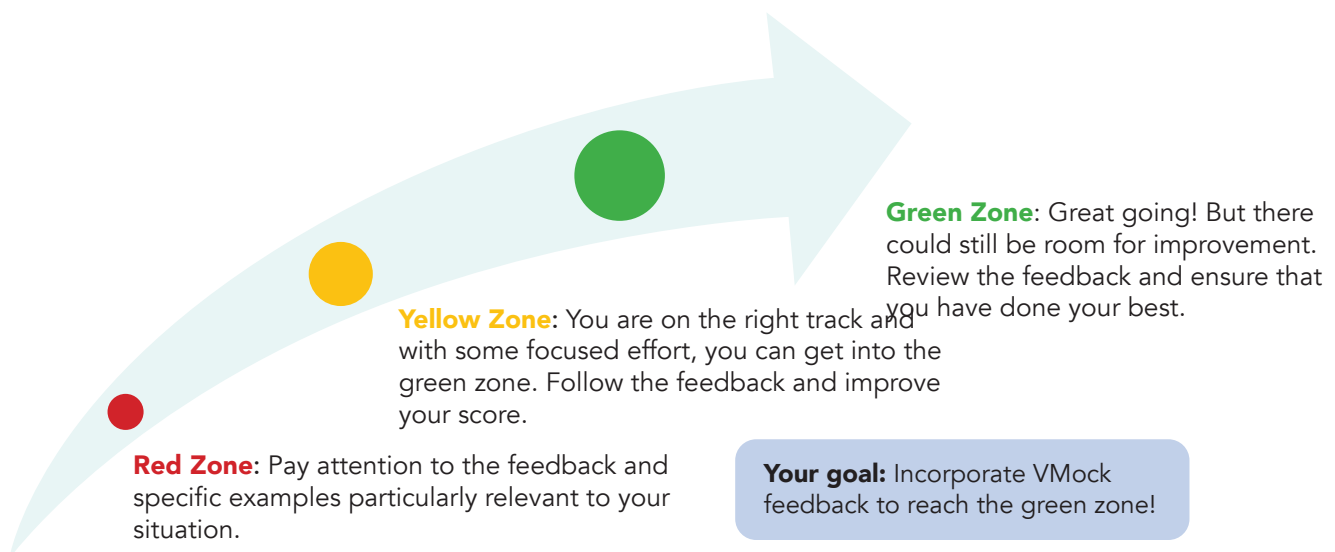 Green Zone: Great going! But there
could still be room for improvement.
Review the feedback and ensure that
you have done your best.
Yellow Zone: You are on the right track and
with some focused effort, you can get into the
green zone. Follow the feedback and improve
your score.
Red Zone: Pay attention to the feedback and
specific examples particularly relevant to your
situation.
Your goal: Incorporate VMock
feedback to reach the green zone!